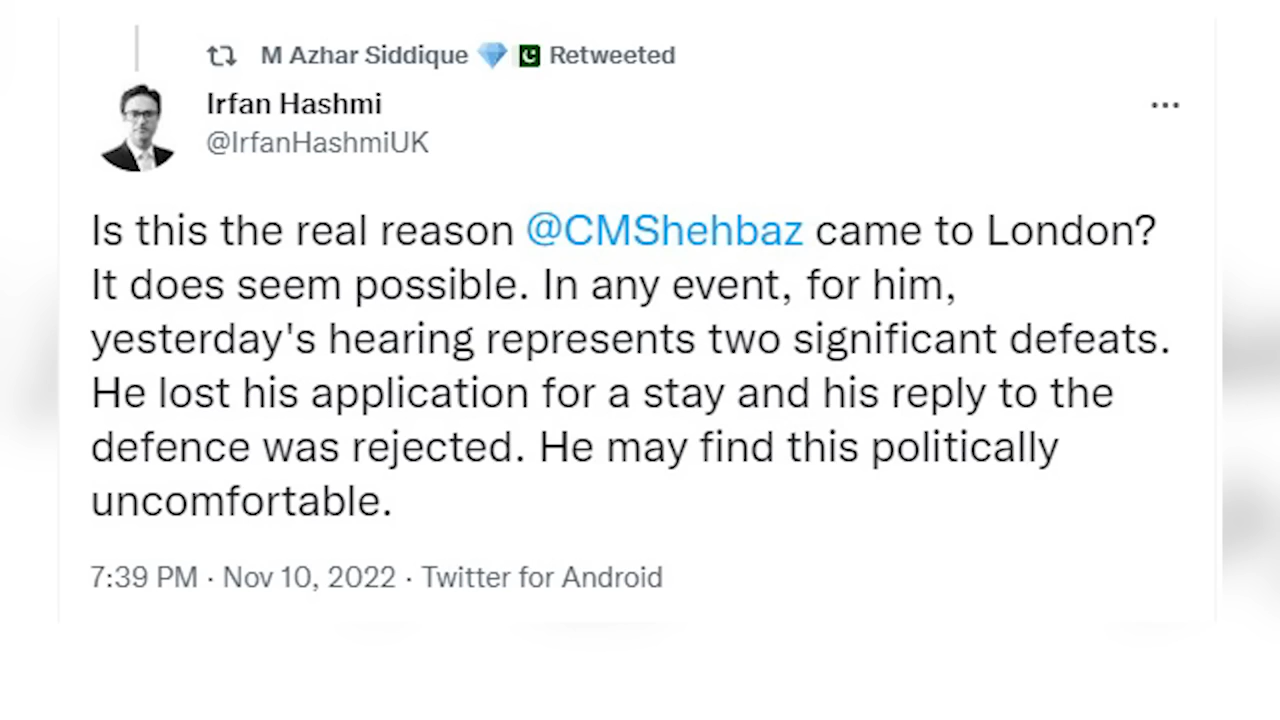 M Azhar Siddique 💎 🇵🇰 Retweeted
Irfan Hashmi
@IrfanHashmiUK
Is this the real reason @CMShehbaz came to London?
It does seem possible. In any event, for him,
yesterday's hearing represents two significant defeats.
He lost his application for a stay and his reply to the
defence was rejected. He may find this politically
uncomfortable.
7:39 PM · Nov 10, 2022 · Twitter for Android